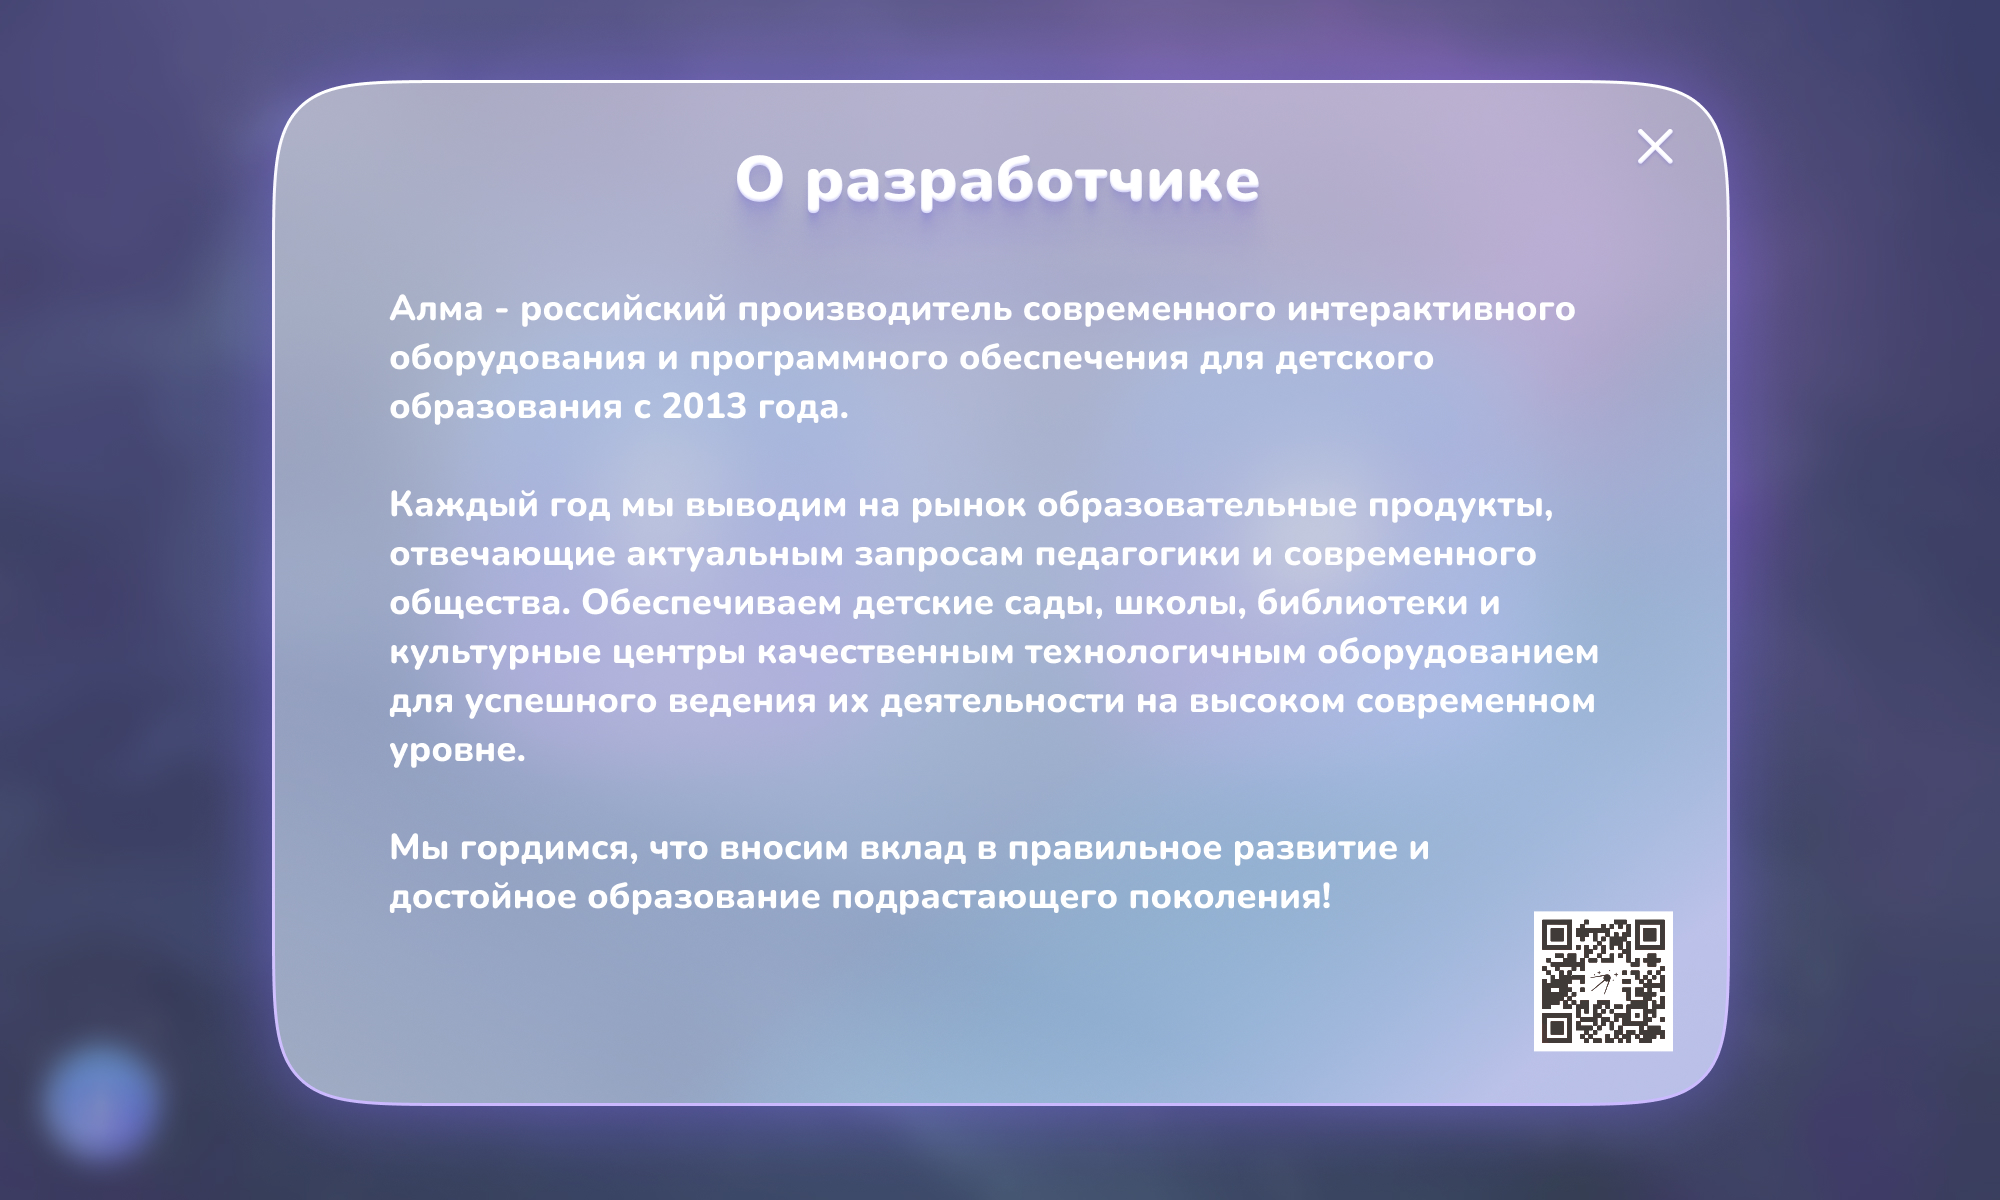 О разработчике
Алма - российский производитель современного интерактивного
оборудования и программного обеспечения для детского
образования с 2013 года.
Каждый год мы выводим на рынок образовательные продукты,
отвечающие актуальным запросам педагогики и современного
общества. Обеспечиваем детские сады, школы, библиотеки и
культурные центры качественным технологичным оборудованием
для успешного ведения их деятельности на высоком современном
уровне.
Мы гордимся, что вносим вклад в правильное развитие и
достойное образование подрастающего поколения!